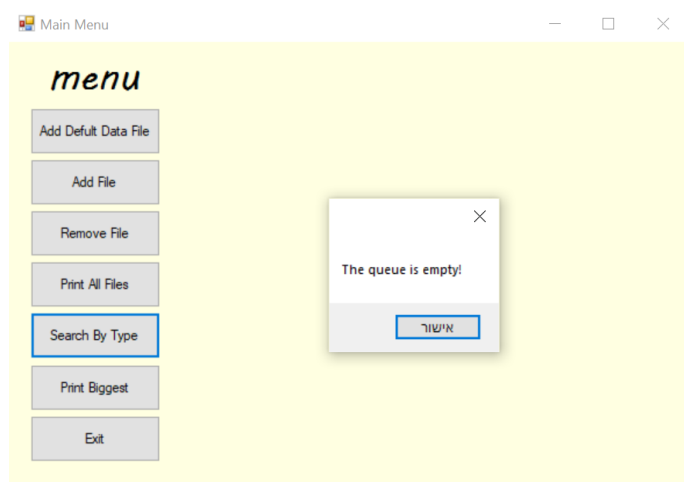 Main Menu
menu
Add Defult Data File
Add File
Remove File
Print All Files
Search By Type
Print Biggest
Exit
The queue is empty!
אישור